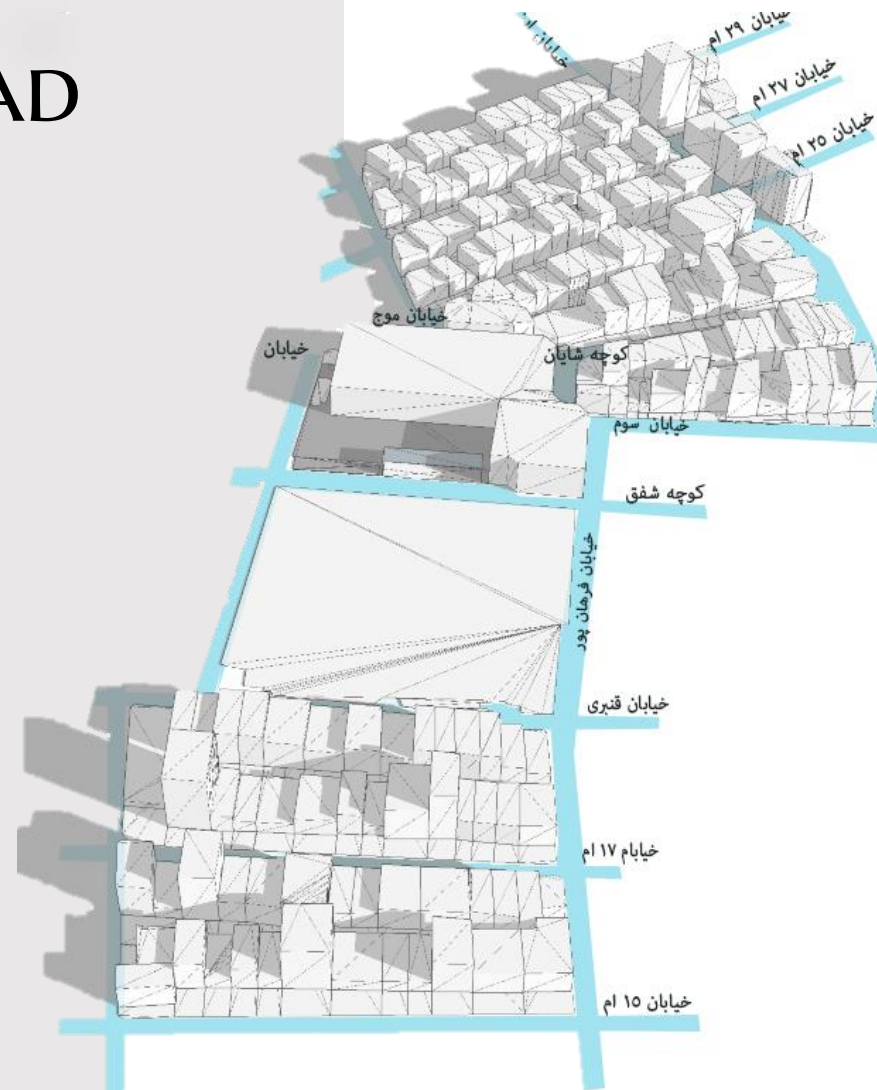 AD
خیابان ۲۹ ام
خیابان
خیابان ۲۷ ام
خیابان ۲۵ ام
خیابان موج
خیابان
کوچه شایان
خیابان سوم
کوچه شفق
خیابان فرهان پور
خیابان قنبری
خیابام ۱۷ ام
خیابان ۱۵ ام